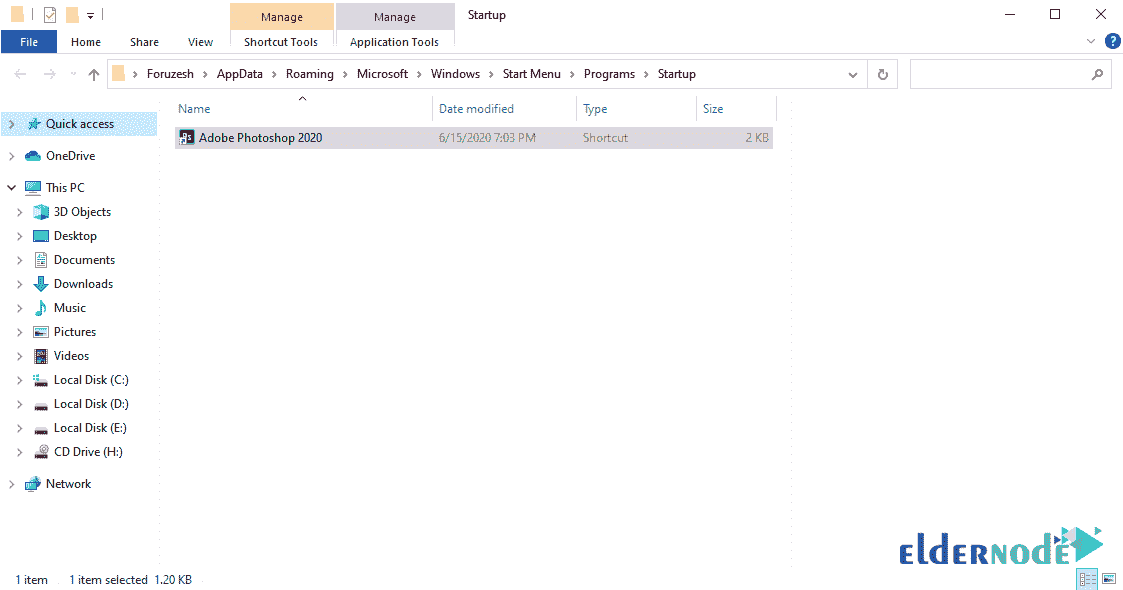 Manage Manage Startup
File Home Share View Shortcut Tools Application Tools
Foruzesh AppData Roaming Microsoft Windows Start Menu Programs Startup
Name Date modified Type Size
Adobe Photoshop 2020 6/15/2020 7:03 PM Shortcut 2 KB
Quick access
OneDrive
This PC
3D Objects
Desktop
Documents
Downloads
Music
Pictures
Videos
Local Disk (C:)
Local Disk (D:)
Local Disk (E:)
CD Drive (H:)
Network
elderNODE
1 item 1 item selected 1.20 KB